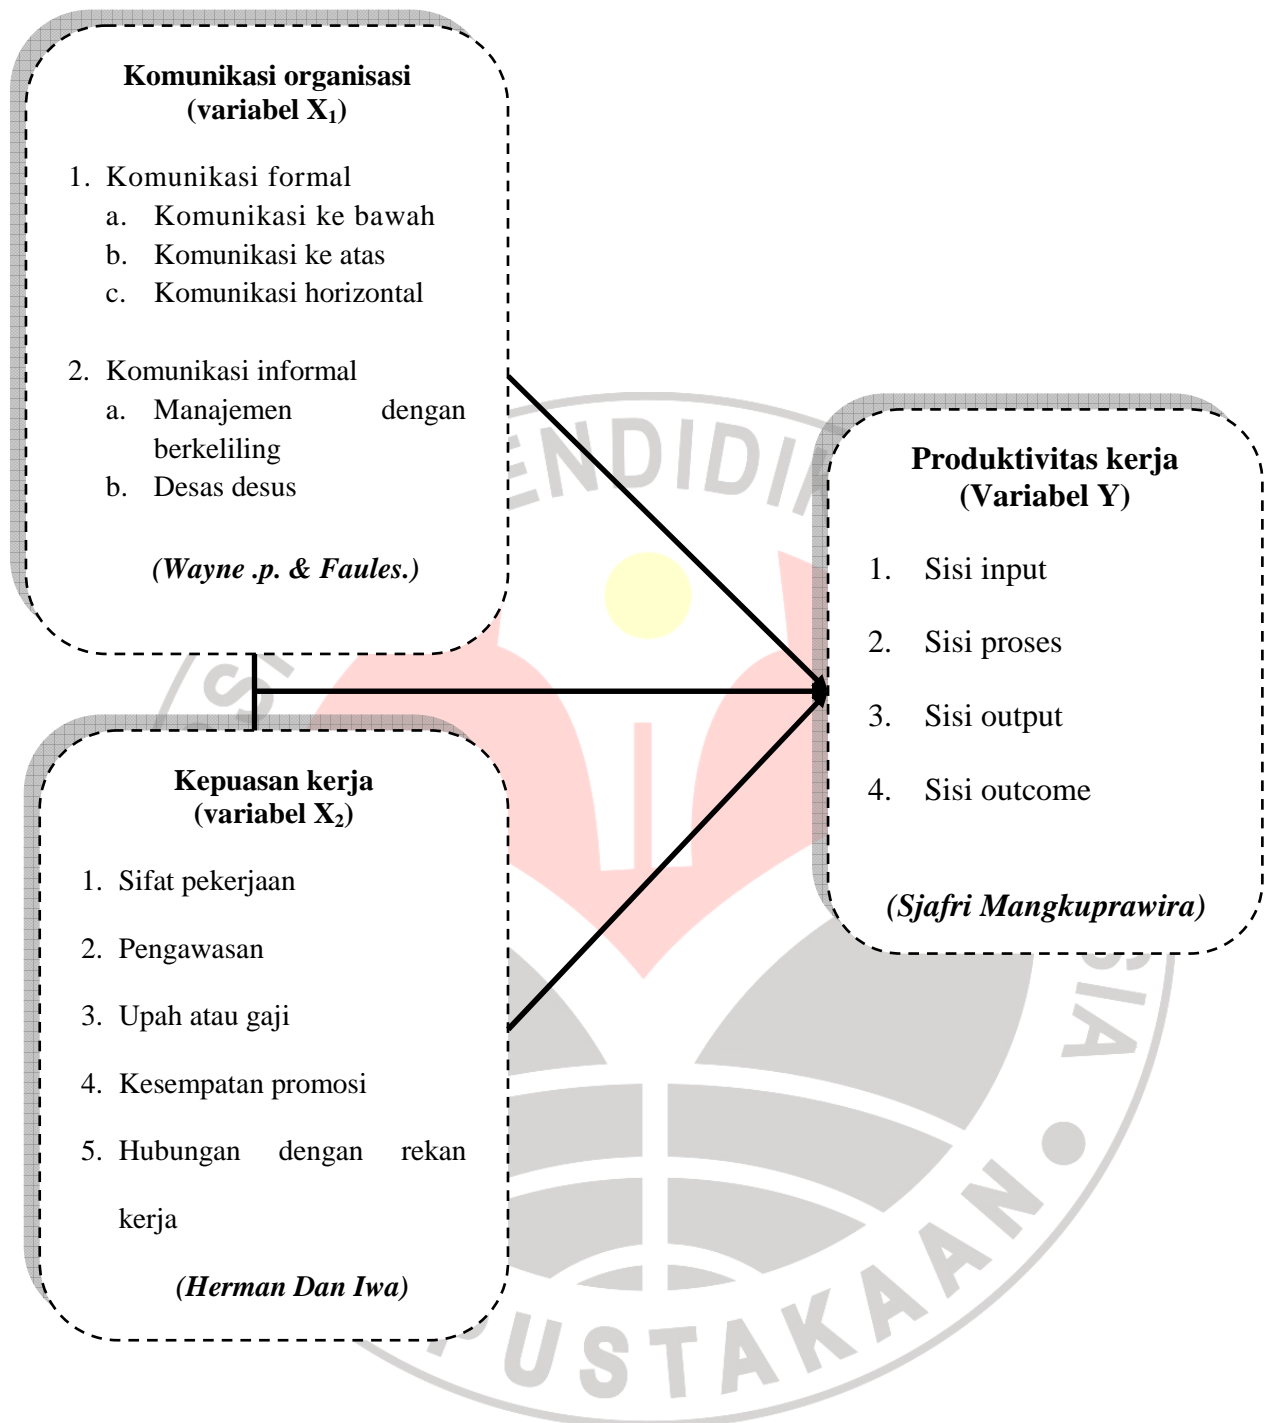 Komunikasi organisasi
(variabel X₁)
1. Komunikasi formal
a. Komunikasi ke bawah
b. Komunikasi ke atas
c. Komunikasi horizontal
2. Komunikasi informal
a. Manajemen dengan
berkeliling
b. Desas desus
(Wayne .p. & Faules.)
Kepuasan kerja
(variabel X₂)
1. Sifat pekerjaan
2. Pengawasan
3. Upah atau gaji
4. Kesempatan promosi
5. Hubungan dengan rekan
kerja
(Herman Dan Iwa)
Produktivitas kerja
(Variabel Y)
1. Sisi input
2. Sisi proses
3. Sisi output
4. Sisi outcome
(Sjafri Mangkuprawira)